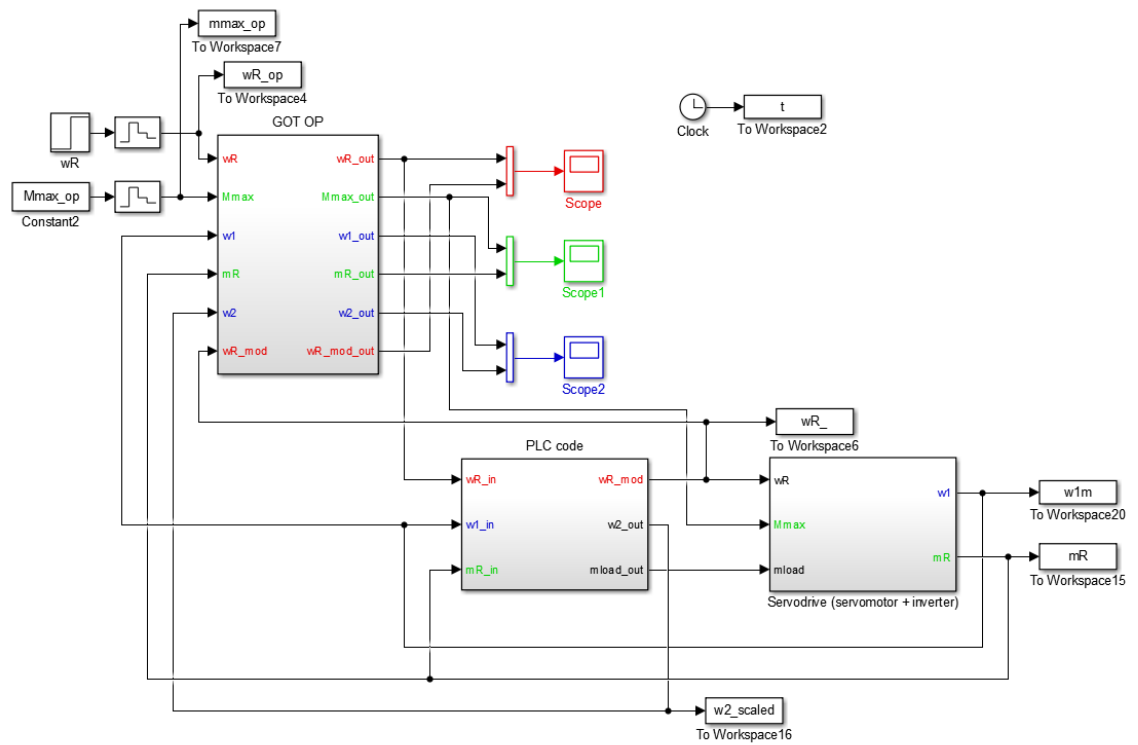 mmax_op
To Workspace7
wR_op
To Workspace4
t
To Workspace2
Clock
GOT OP
wR
Mmax_op
Constant2
wR
Mmax
w1
mR
w2
wR_mod
wR_out
Mmax_out
w1_out
mR_out
w2_out
wR_mod_out
Scope
Scope1
Scope2
wR_
To Workspace6
PLC code
wR_in
w1_in
mR_in
wR_mod
w2_out
mload_out
wR
Mmax
mload
w1
mR
Servodrive (servomotor + inverter)
w1m
To Workspace20
mR
To Workspace15
w2_scaled
To Workspace16